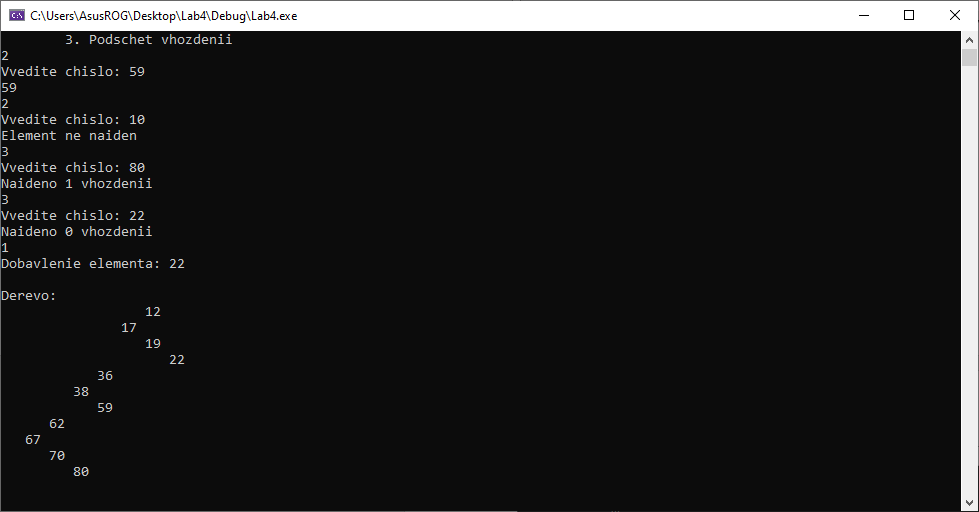 C:\Users\AsusROG\Desktop\Lab4\Debug\Lab4.exe
3. Podschet vhozdenii
2
Vvedite chislo: 59
59
2
Vvedite chislo: 10
Element ne naiden
3
Vvedite chislo: 80
Naideno 1 vhozdenii
3
Vvedite chislo: 22
Naideno 0 vhozdenii
1
Dobavlenie elementa: 22
Derevo:
12
17
19
22
36
38
59
62
67
70
80